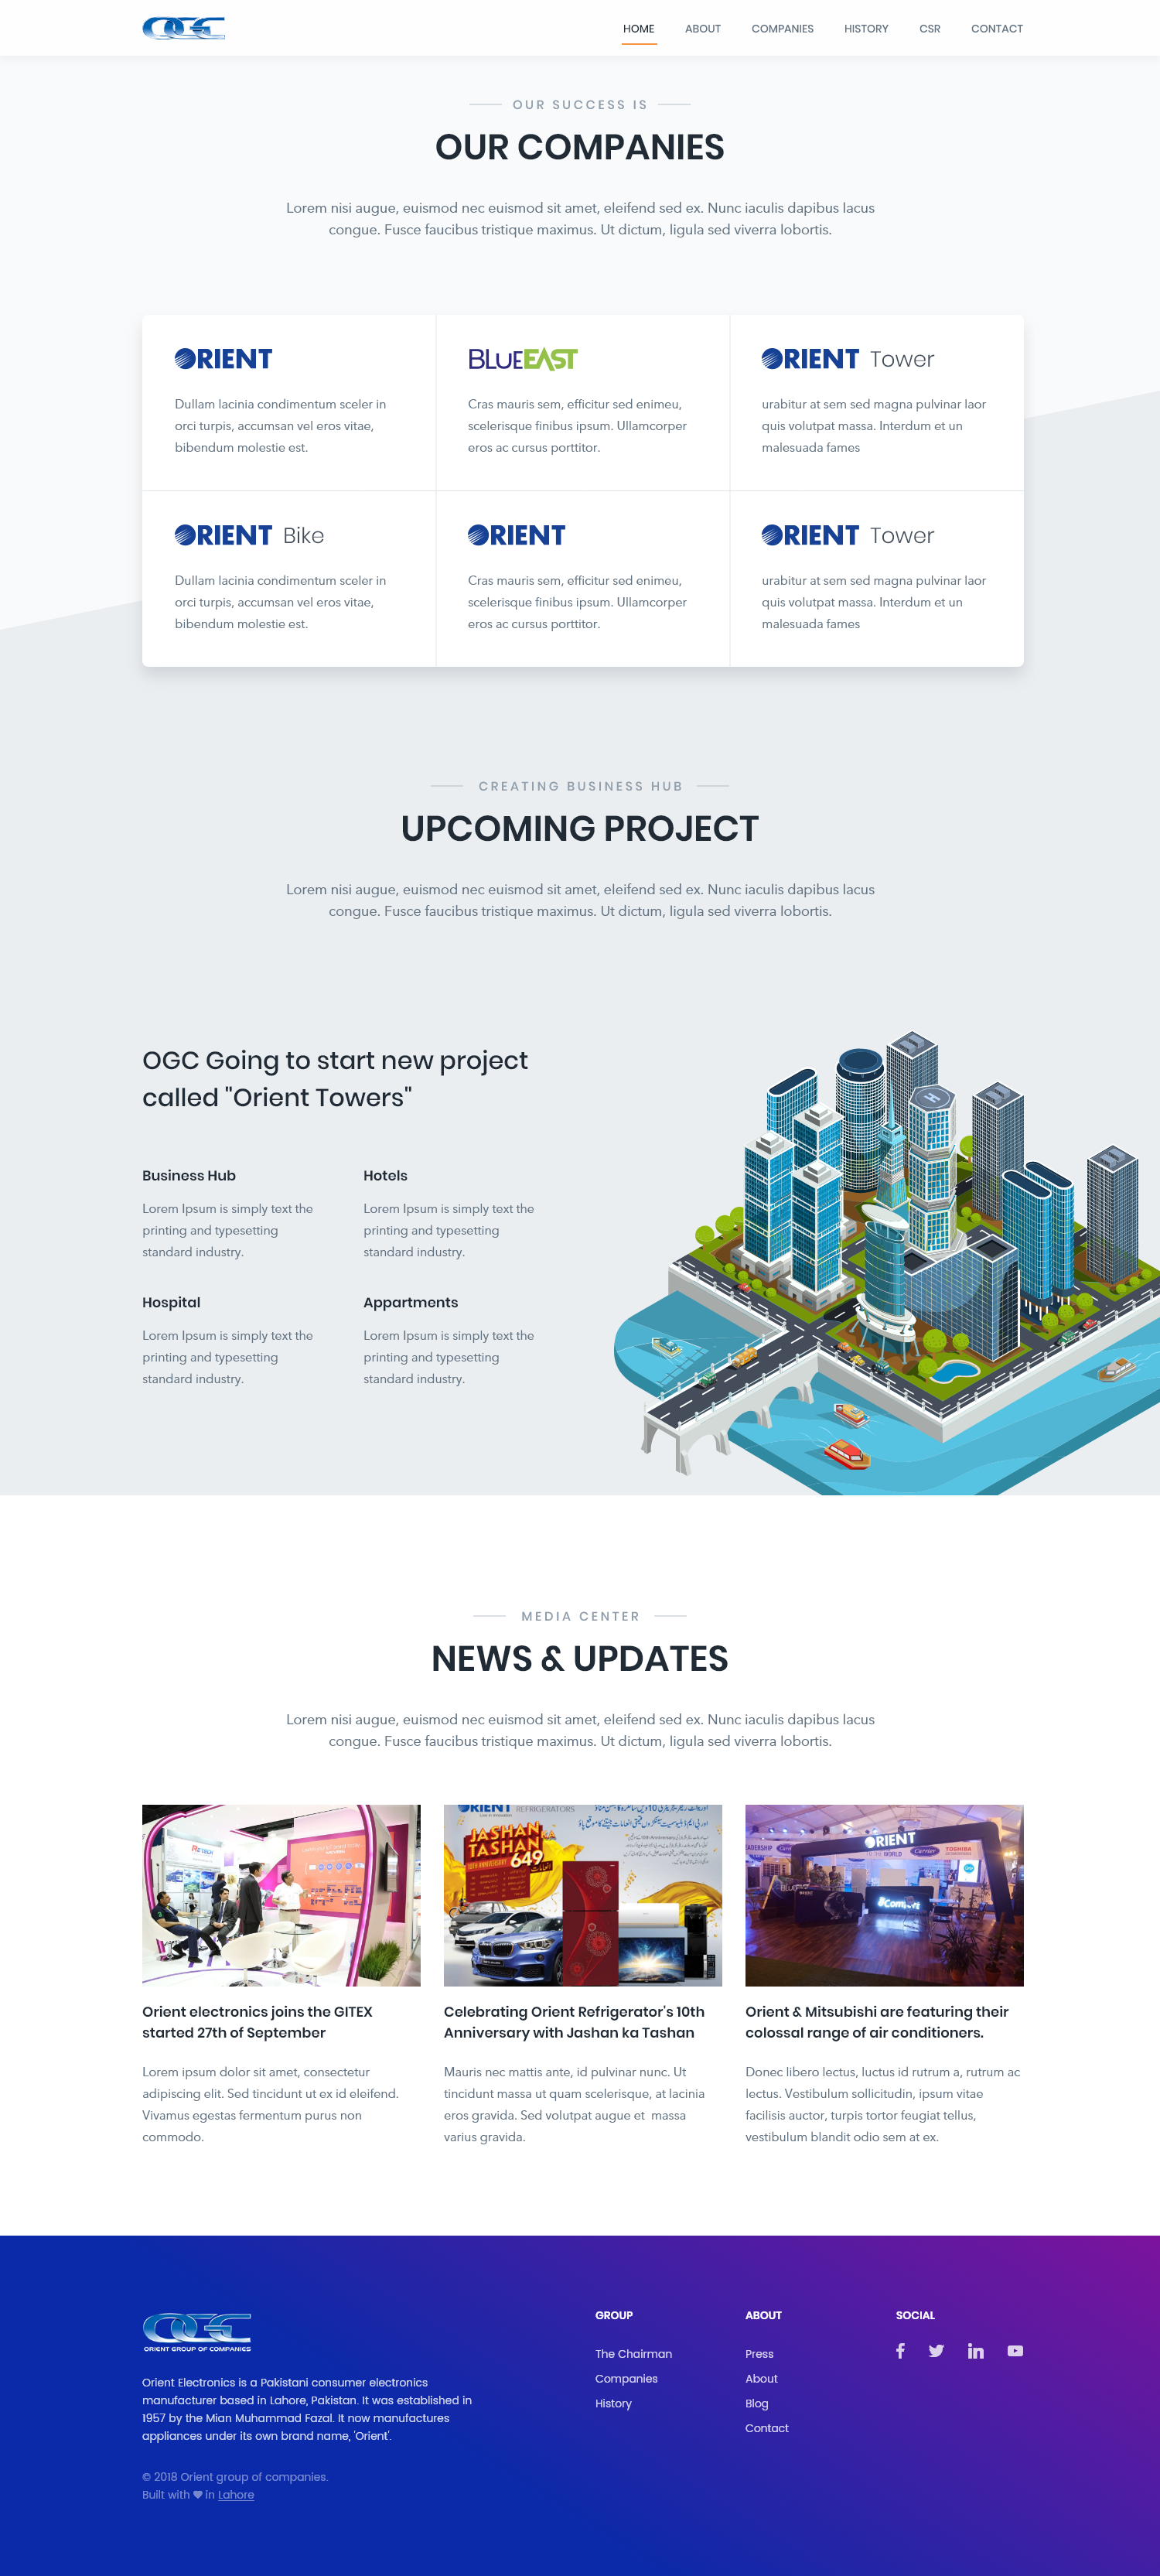 OGC
HOME ABOUT COMPANIES HISTORY CSR CONTACT
OUR SUCCESS IS
OUR COMPANIES
Lorem nisi augue, euismod nec euismod sit amet, eleifend sed ex. Nunc iaculis dapibus lacus
congue. Fusce faucibus tristique maximus. Ut dictum, ligula sed viverra lobortis.
ORIENT
Dullam lacinia condimentum sceler in
orci turpis, accumsan vel eros vitae,
bibendum molestie est.
BLUEEAST
Cras mauris sem, efficitur sed enimeu,
scelerisque finibus ipsum. Ullamcorper
eros ac cursus porttitor.
ORIENT Tower
urabitur at sem sed magna pulvinar laor
quis volutpat massa. Interdum et un
malesuada fames
ORIENT Bike
Dullam lacinia condimentum sceler in
orci turpis, accumsan vel eros vitae,
bibendum molestie est.
ORIENT
Cras mauris sem, efficitur sed enimeu,
scelerisque finibus ipsum. Ullamcorper
eros ac cursus porttitor.
ORIENT Tower
urabitur at sem sed magna pulvinar laor
quis volutpat massa. Interdum et un
malesuada fames
CREATING BUSINESS HUB
UPCOMING PROJECT
Lorem nisi augue, euismod nec euismod sit amet, eleifend sed ex. Nunc iaculis dapibus lacus
congue. Fusce faucibus tristique maximus. Ut dictum, ligula sed viverra lobortis.
OGC Going to start new project
called "Orient Towers"
Business Hub
Lorem Ipsum is simply text the
printing and typesetting
standard industry.
Hotels
Lorem Ipsum is simply text the
printing and typesetting
standard industry.
Hospital
Lorem Ipsum is simply text the
printing and typesetting
standard industry.
Appartments
Lorem Ipsum is simply text the
printing and typesetting
standard industry.
H
MEDIA CENTER
NEWS & UPDATES
Lorem nisi augue, euismod nec euismod sit amet, eleifend sed ex. Nunc iaculis dapibus lacus
congue. Fusce faucibus tristique maximus. Ut dictum, ligula sed viverra lobortis.
ORIENT REFRIGERATORS
JASHAN
KA
TASHAN
10TH ANNIVERSARY
649
ORIENT
TO THE WORLD
Carrier
TOSHIBA
Carrier
Orient electronics joins the GITEX
started 27th of September
Lorem ipsum dolor sit amet, consectetur
adipiscing elit. Sed tincidunt ut ex id eleifend.
Vivamus egestas fermentum purus non
commodo.
Celebrating Orient Refrigerator's 10th
Anniversary with Jashan ka Tashan
Mauris nec mattis ante, id pulvinar nunc. Ut
tincidunt massa ut quam scelerisque, at lacinia
eros gravida. Sed volutpat augue et massa
varius gravida.
Orient & Mitsubishi are featuring their
colossal range of air conditioners.
Donec libero lectus, luctus id rutrum a, rutrum ac
lectus. Vestibulum sollicitudin, ipsum vitae
facilisis auctor, turpis tortor feugiat tellus,
vestibulum blandit odio sem at ex.
OGC
ORIENT GROUP OF COMPANIES
Orient Electronics is a Pakistani consumer electronics
manufacturer based in Lahore, Pakistan. It was established in
1957 by the Mian Muhammad Fazal. It now manufactures
appliances under its own brand name, 'Orient'.
© 2018 Orient group of companies.
Built with ♥ in Lahore
GROUP
The Chairman
Companies
History
ABOUT
Press
About
Blog
Contact
SOCIAL